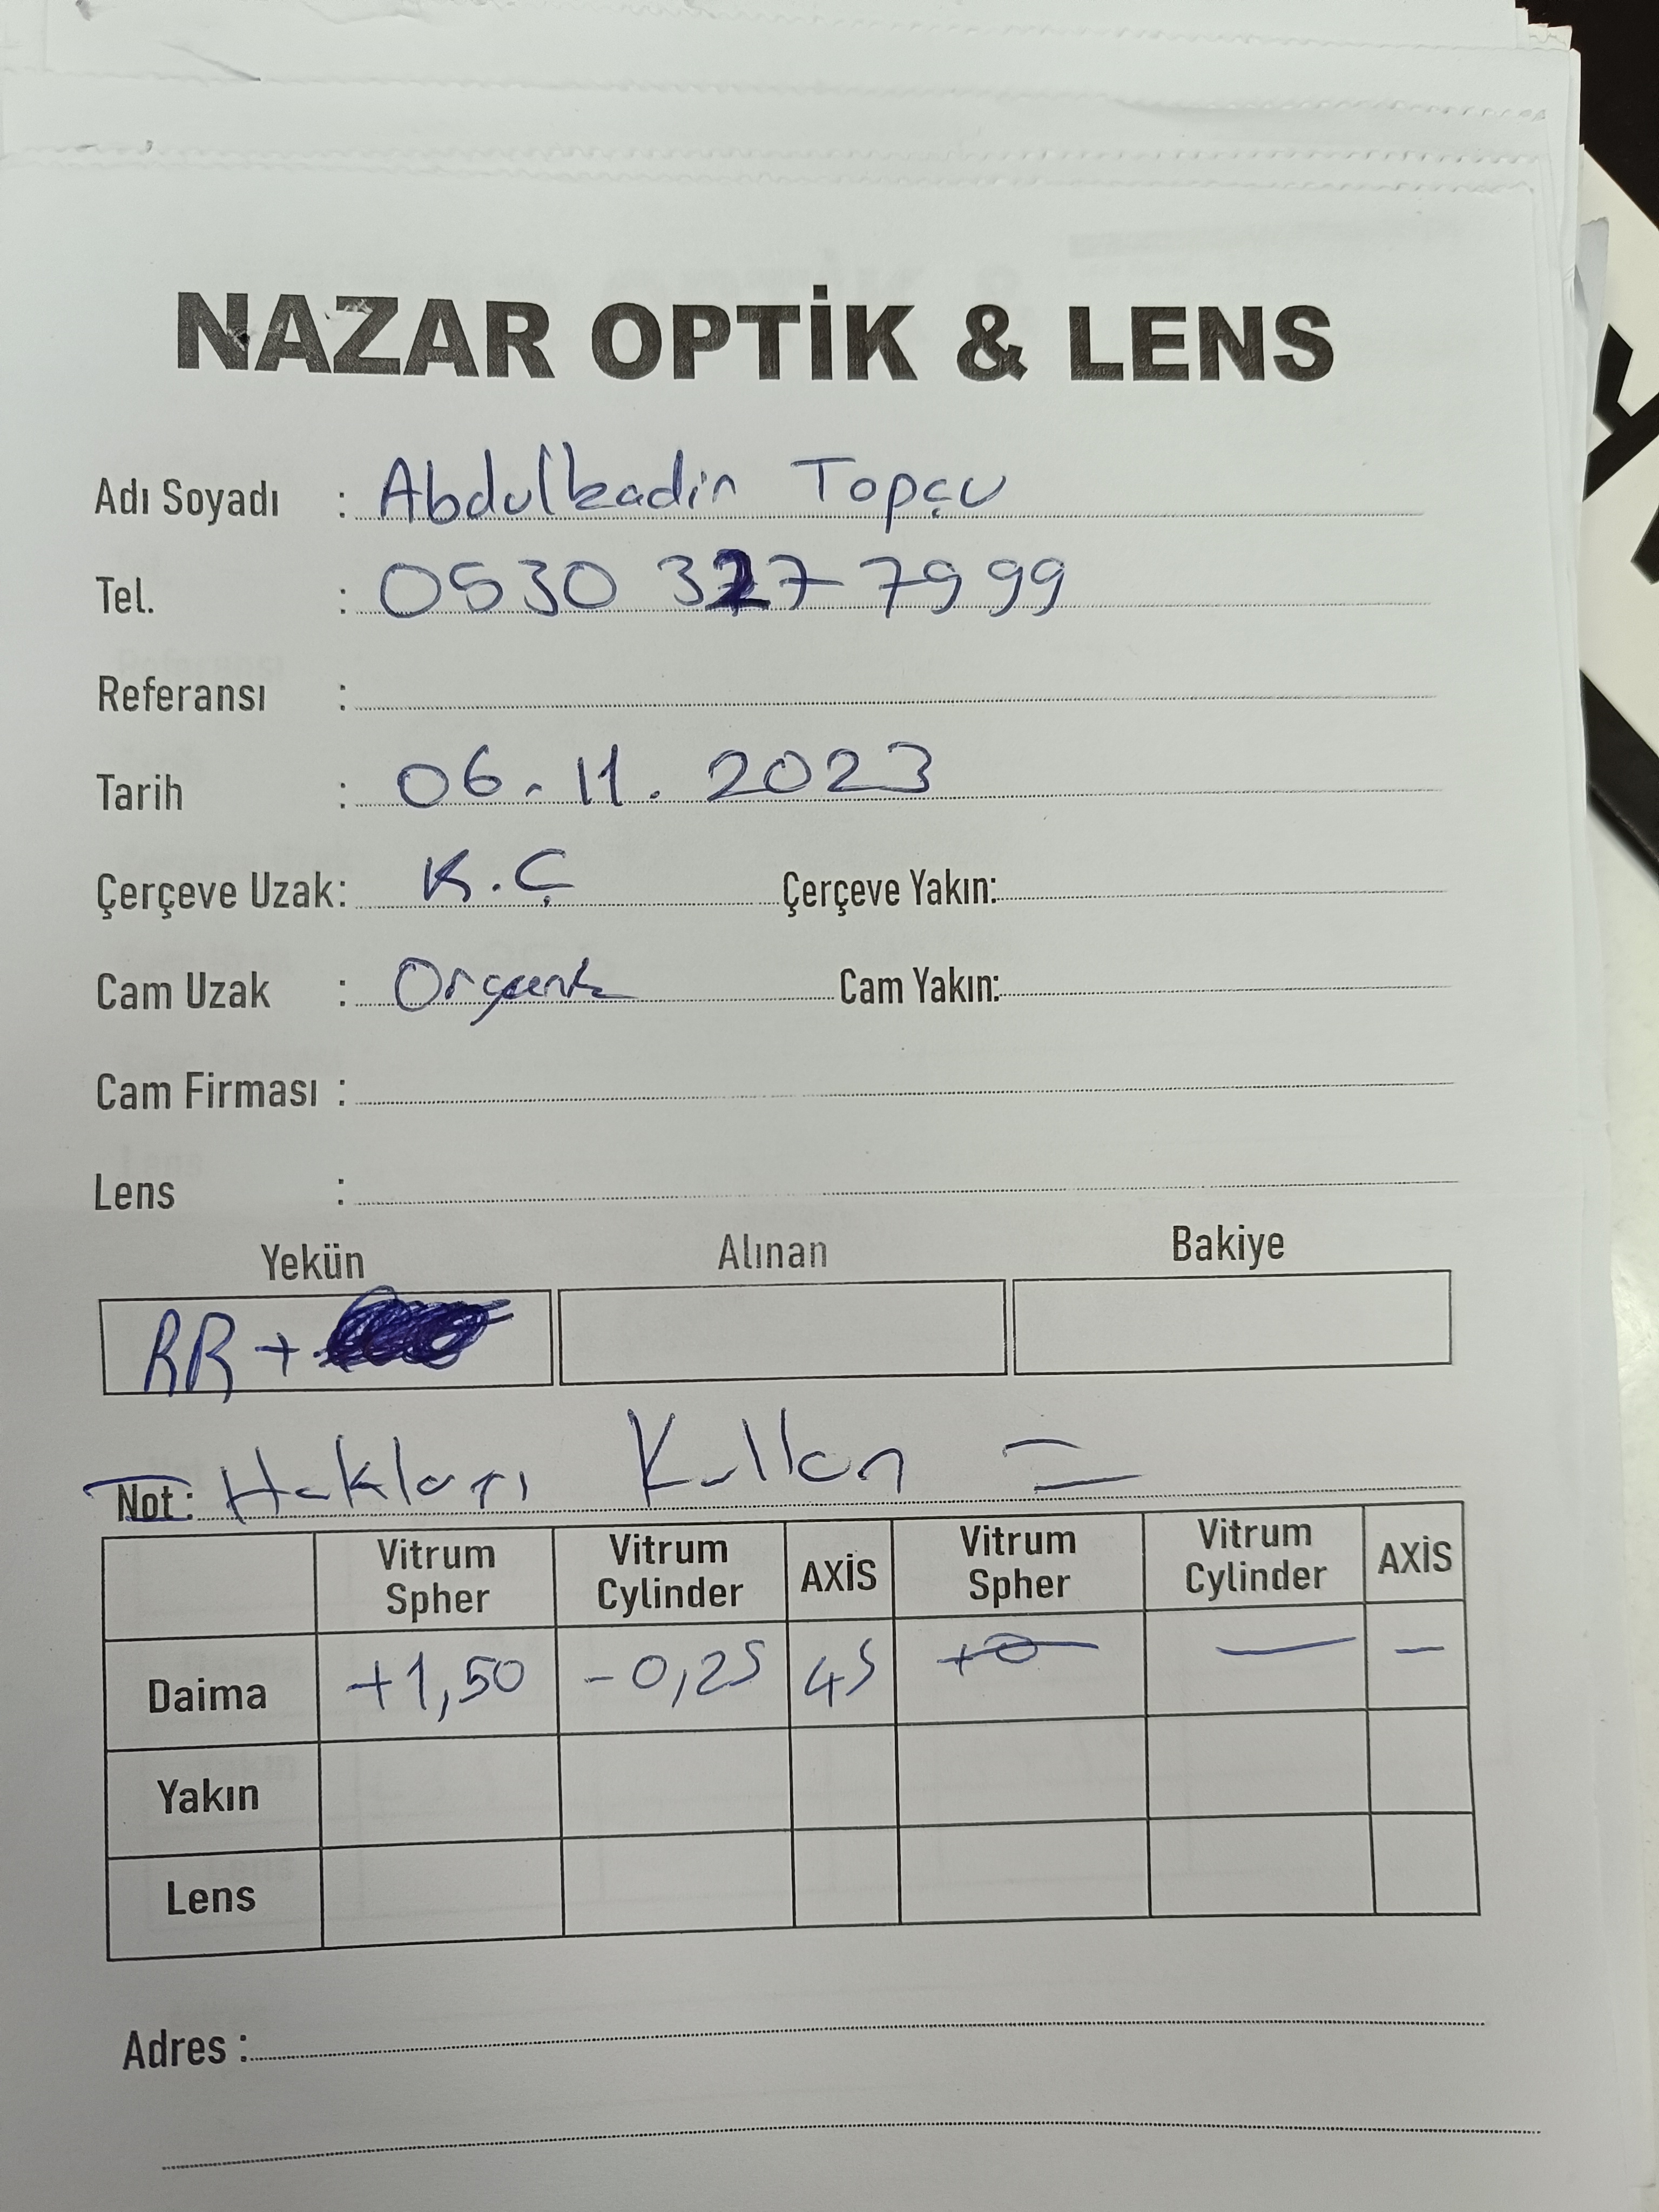 NAZAR OPTİK & LENS
Adı Soyadı : Abdulkadir Topçu
Tel. : 0530 327 7999
Referansı :
Tarih : 06.11.2023
Çerçeve Uzak: K.Ç Çerçeve Yakın:
Cam Uzak : Organik Cam Yakın:
Cam Firması :
Lens :
Yekün Alınan Bakiye
RR +
Not: Hakları Kullan
Vitrum Spher Vitrum Cylinder AXİS Vitrum Spher Vitrum Cylinder AXİS
Daima +1,50 -0,25 45 +0 — —
Yakın
Lens
Adres :